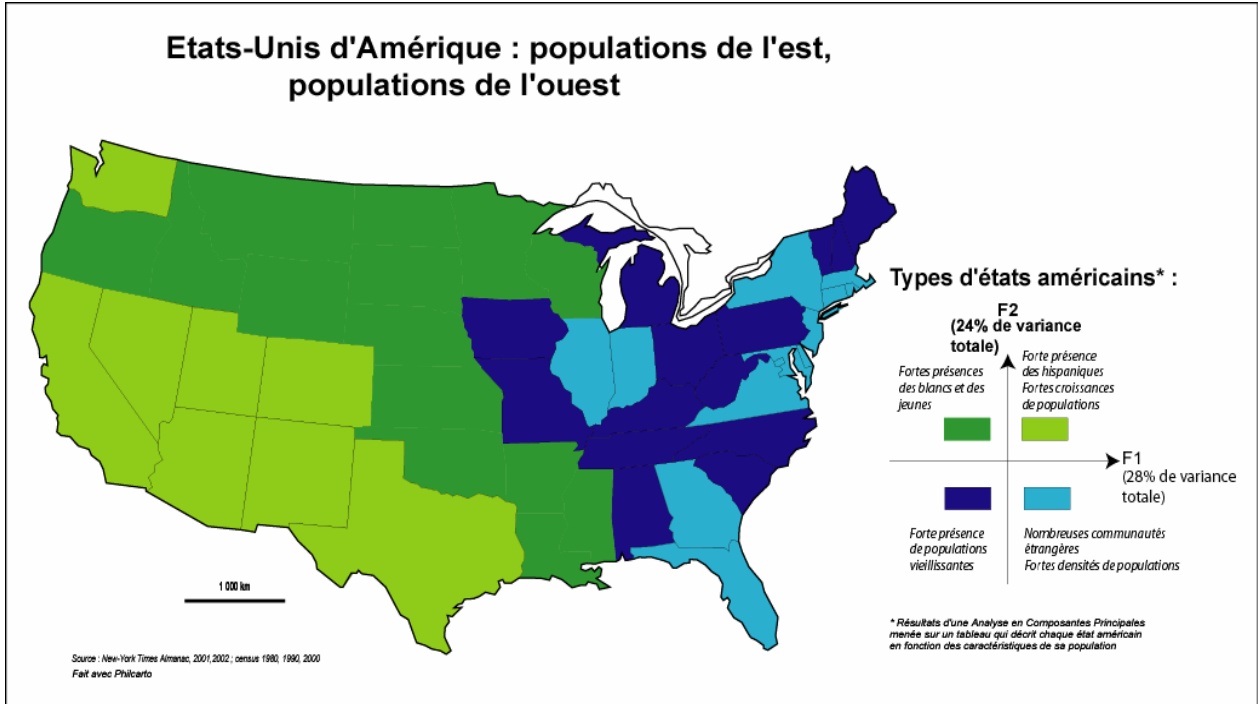 Etats-Unis d'Amérique : populations de l'est,
populations de l'ouest
Types d'états américains* :
F2
(24% de variance
totale)
Fortes présences
des blancs et des
jeunes
Forte présence
des hispaniques
Fortes croissances
de populations
F1
(28% de variance
totale)
Forte présence
de populations
vieillissantes
Nombreuses communautés
étrangères
Fortes densités de populations
* Résultats d'une Analyse en Composantes Principales
menée sur un tableau qui décrit chaque état américain
en fonction des caractéristiques de sa population
1 000 km
Source : New-York Times Almanac, 2001,2002 ; census 1980, 1990, 2000
Fait avec Philcarto